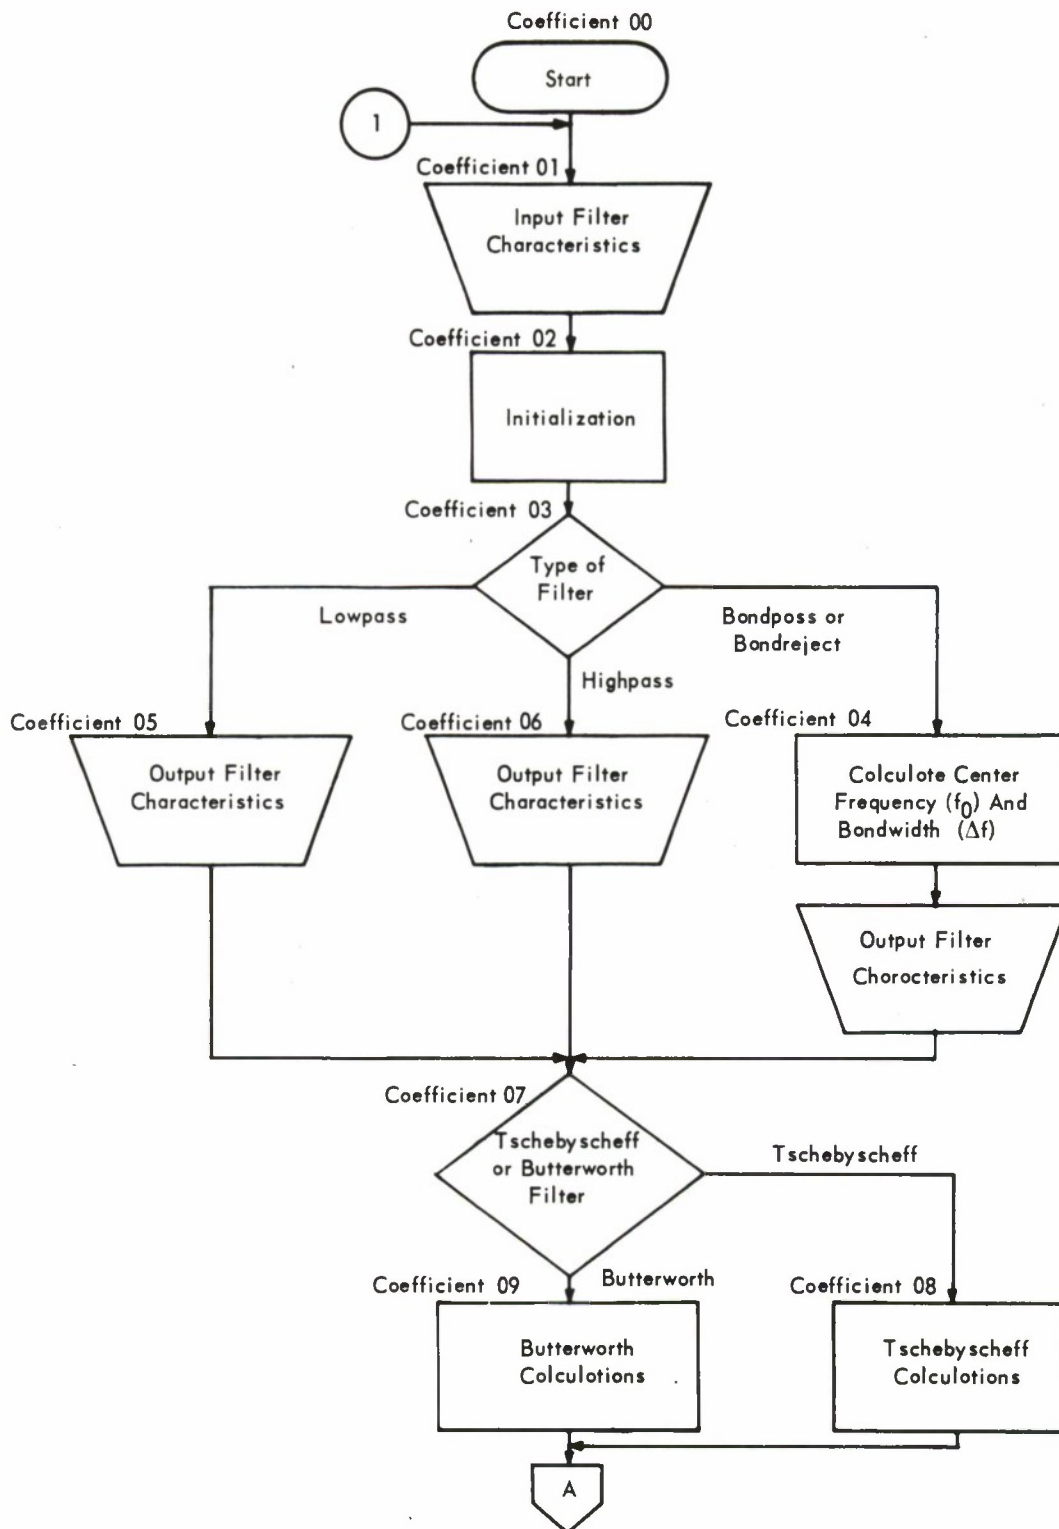 Coefficient 00
Start
1
Coefficient 01
Input Filter
Characteristics
Coefficient 02
Initialization
Coefficient 03
Type of
Filter
Lowpass
Bondposs or
Bondreject
Highpass
Coefficient 05
Output Filter
Characteristics
Coefficient 06
Output Filter
Characteristics
Coefficient 04
Colculote Center
Frequency (f₀) And
Bondwidth (Δf)
Output Filter
Chorocteristics
Coefficient 07
Tschebyscheff
or Butterworth
Filter
Tschebyscheff
Butterworth
Coefficient 09
Butterworth
Colculotions
Coefficient 08
Tschebyscheff
Colculotions
A